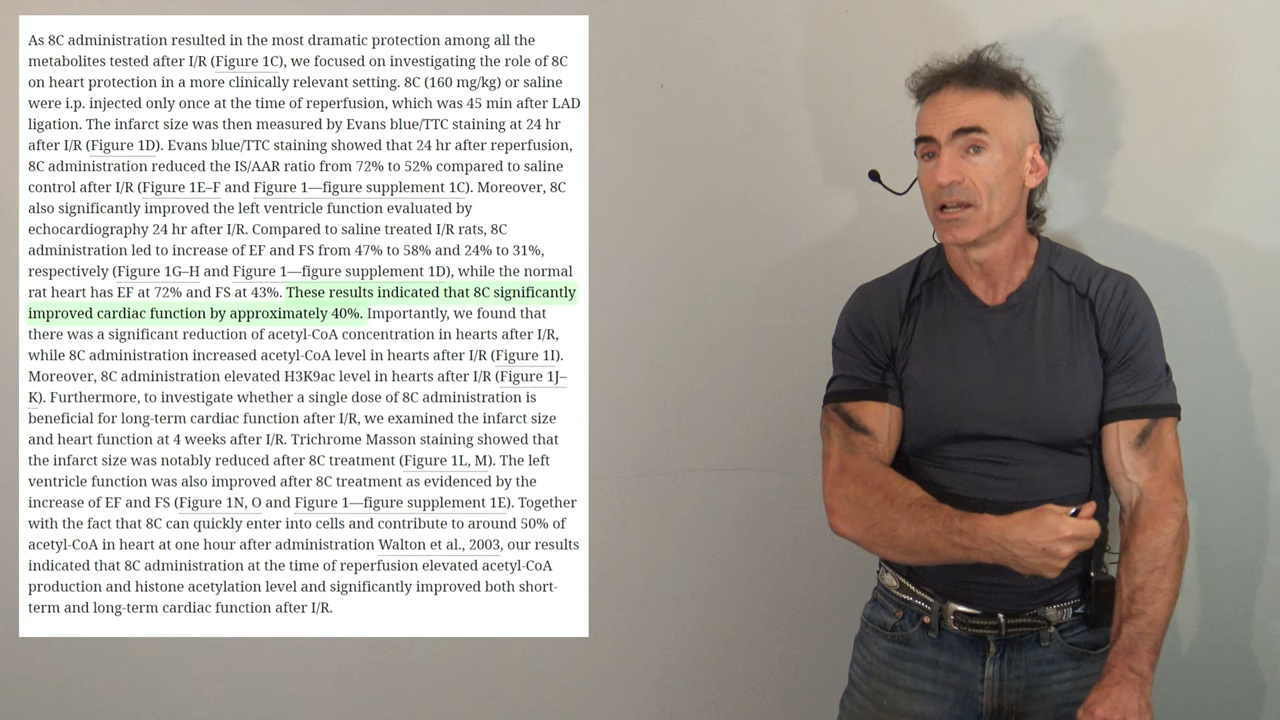 As 8C administration resulted in the most dramatic protection among all the
metabolites tested after I/R (Figure 1C), we focused on investigating the role of 8C
on heart protection in a more clinically relevant setting. 8C (160 mg/kg) or saline
were i.p. injected only once at the time of reperfusion, which was 45 min after LAD
ligation. The infarct size was then measured by Evans blue/TTC staining at 24 hr
after I/R (Figure 1D). Evans blue/TTC staining showed that 24 hr after reperfusion,
8C administration reduced the IS/AAR ratio from 72% to 52% compared to saline
control after I/R (Figure 1E–F and Figure 1—figure supplement 1C). Moreover, 8C
also significantly improved the left ventricle function evaluated by
echocardiography 24 hr after I/R. Compared to saline treated I/R rats, 8C
administration led to increase of EF and FS from 47% to 58% and 24% to 31%,
respectively (Figure 1G–H and Figure 1—figure supplement 1D), while the normal
rat heart has EF at 72% and FS at 43%. These results indicated that 8C significantly
improved cardiac function by approximately 40%. Importantly, we found that
there was a significant reduction of acetyl-CoA concentration in hearts after I/R,
while 8C administration increased acetyl-CoA level in hearts after I/R (Figure 1I).
Moreover, 8C administration elevated H3K9ac level in hearts after I/R (Figure 1J–
K). Furthermore, to investigate whether a single dose of 8C administration is
beneficial for long-term cardiac function after I/R, we examined the infarct size
and heart function at 4 weeks after I/R. Trichrome Masson staining showed that
the infarct size was notably reduced after 8C treatment (Figure 1L, M). The left
ventricle function was also improved after 8C treatment as evidenced by the
increase of EF and FS (Figure 1N, O and Figure 1—figure supplement 1E). Together
with the fact that 8C can quickly enter into cells and contribute to around 50% of
acetyl-CoA in heart at one hour after administration Walton et al., 2003, our results
indicated that 8C administration at the time of reperfusion elevated acetyl-CoA
production and histone acetylation level and significantly improved both short-
term and long-term cardiac function after I/R.